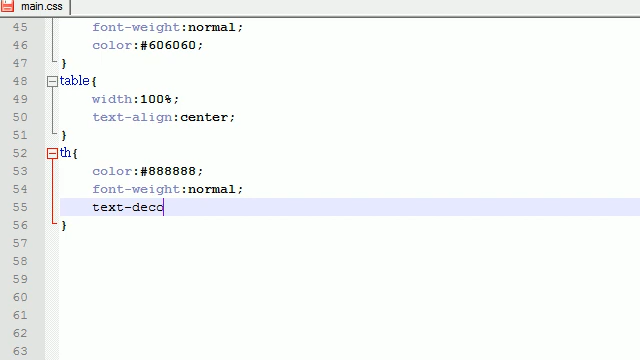 main.css
45 font-weight:normal;
46 color:#606060;
47 }
48 table{
49 width:100%;
50 text-align:center;
51 }
52 th{
53 color:#888888;
54 font-weight:normal;
55 text-deco
56 }
57
58
59
60
61
62
63